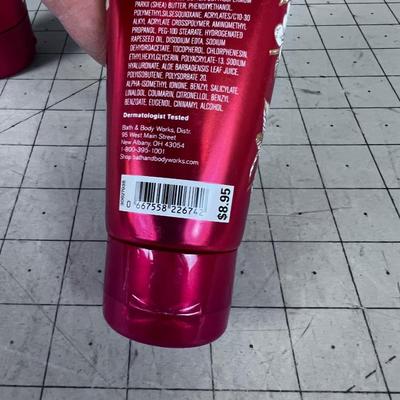 PARKII (SHEA) BUTTER, PHENOXYETHANOL,
POLYMETHYLSILSESQUIOXANE, ACRYLATES/C10-30
ALKYL ACRYLATE CROSSPOLYMER, AMINOMETHYL
PROPANOL, PEG-100 STEARATE, HYDROGENATED
RAPESEED OIL, DISODIUM EDTA, SODIUM
DEHYDROACETATE, TOCOPHEROL, CHLORPHENESIN,
ETHYLHEXYLGLYCERIN, POLYACRYLATE-13, SODIUM
HYALURONATE, ALOE BARBADENSIS LEAF JUICE,
POLYISOBUTENE, POLYSORBATE 20,
ALPHA-ISOMETHYL IONONE, BENZYL SALICYLATE,
LINALOOL, COUMARIN, CITRONELLOL, BENZYL
BENZOATE, EUGENOL, CINNAMYL ALCOHOL.
Dermatologist Tested
Bath & Body Works, Distr.
95 West Main Street
New Albany, OH 43054
1-800-395-1001
Shop bathandbodyworks.com
0 667558 226742
$8.95